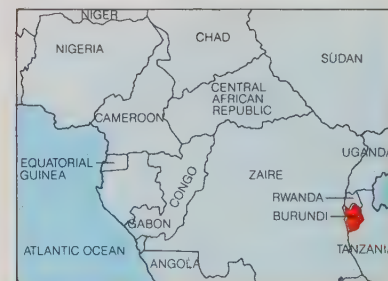 NIGER
CHAD
NIGERIA
SUDAN
CENTRAL
AFRICAN
REPUBLIC
CAMEROON
UGANDA
EQUATORIAL
GUINEA
CONGO
ZAIRE
RWANDA
BURUNDI
GABON
ATLANTIC OCEAN
ANGOLA
TANZANIA